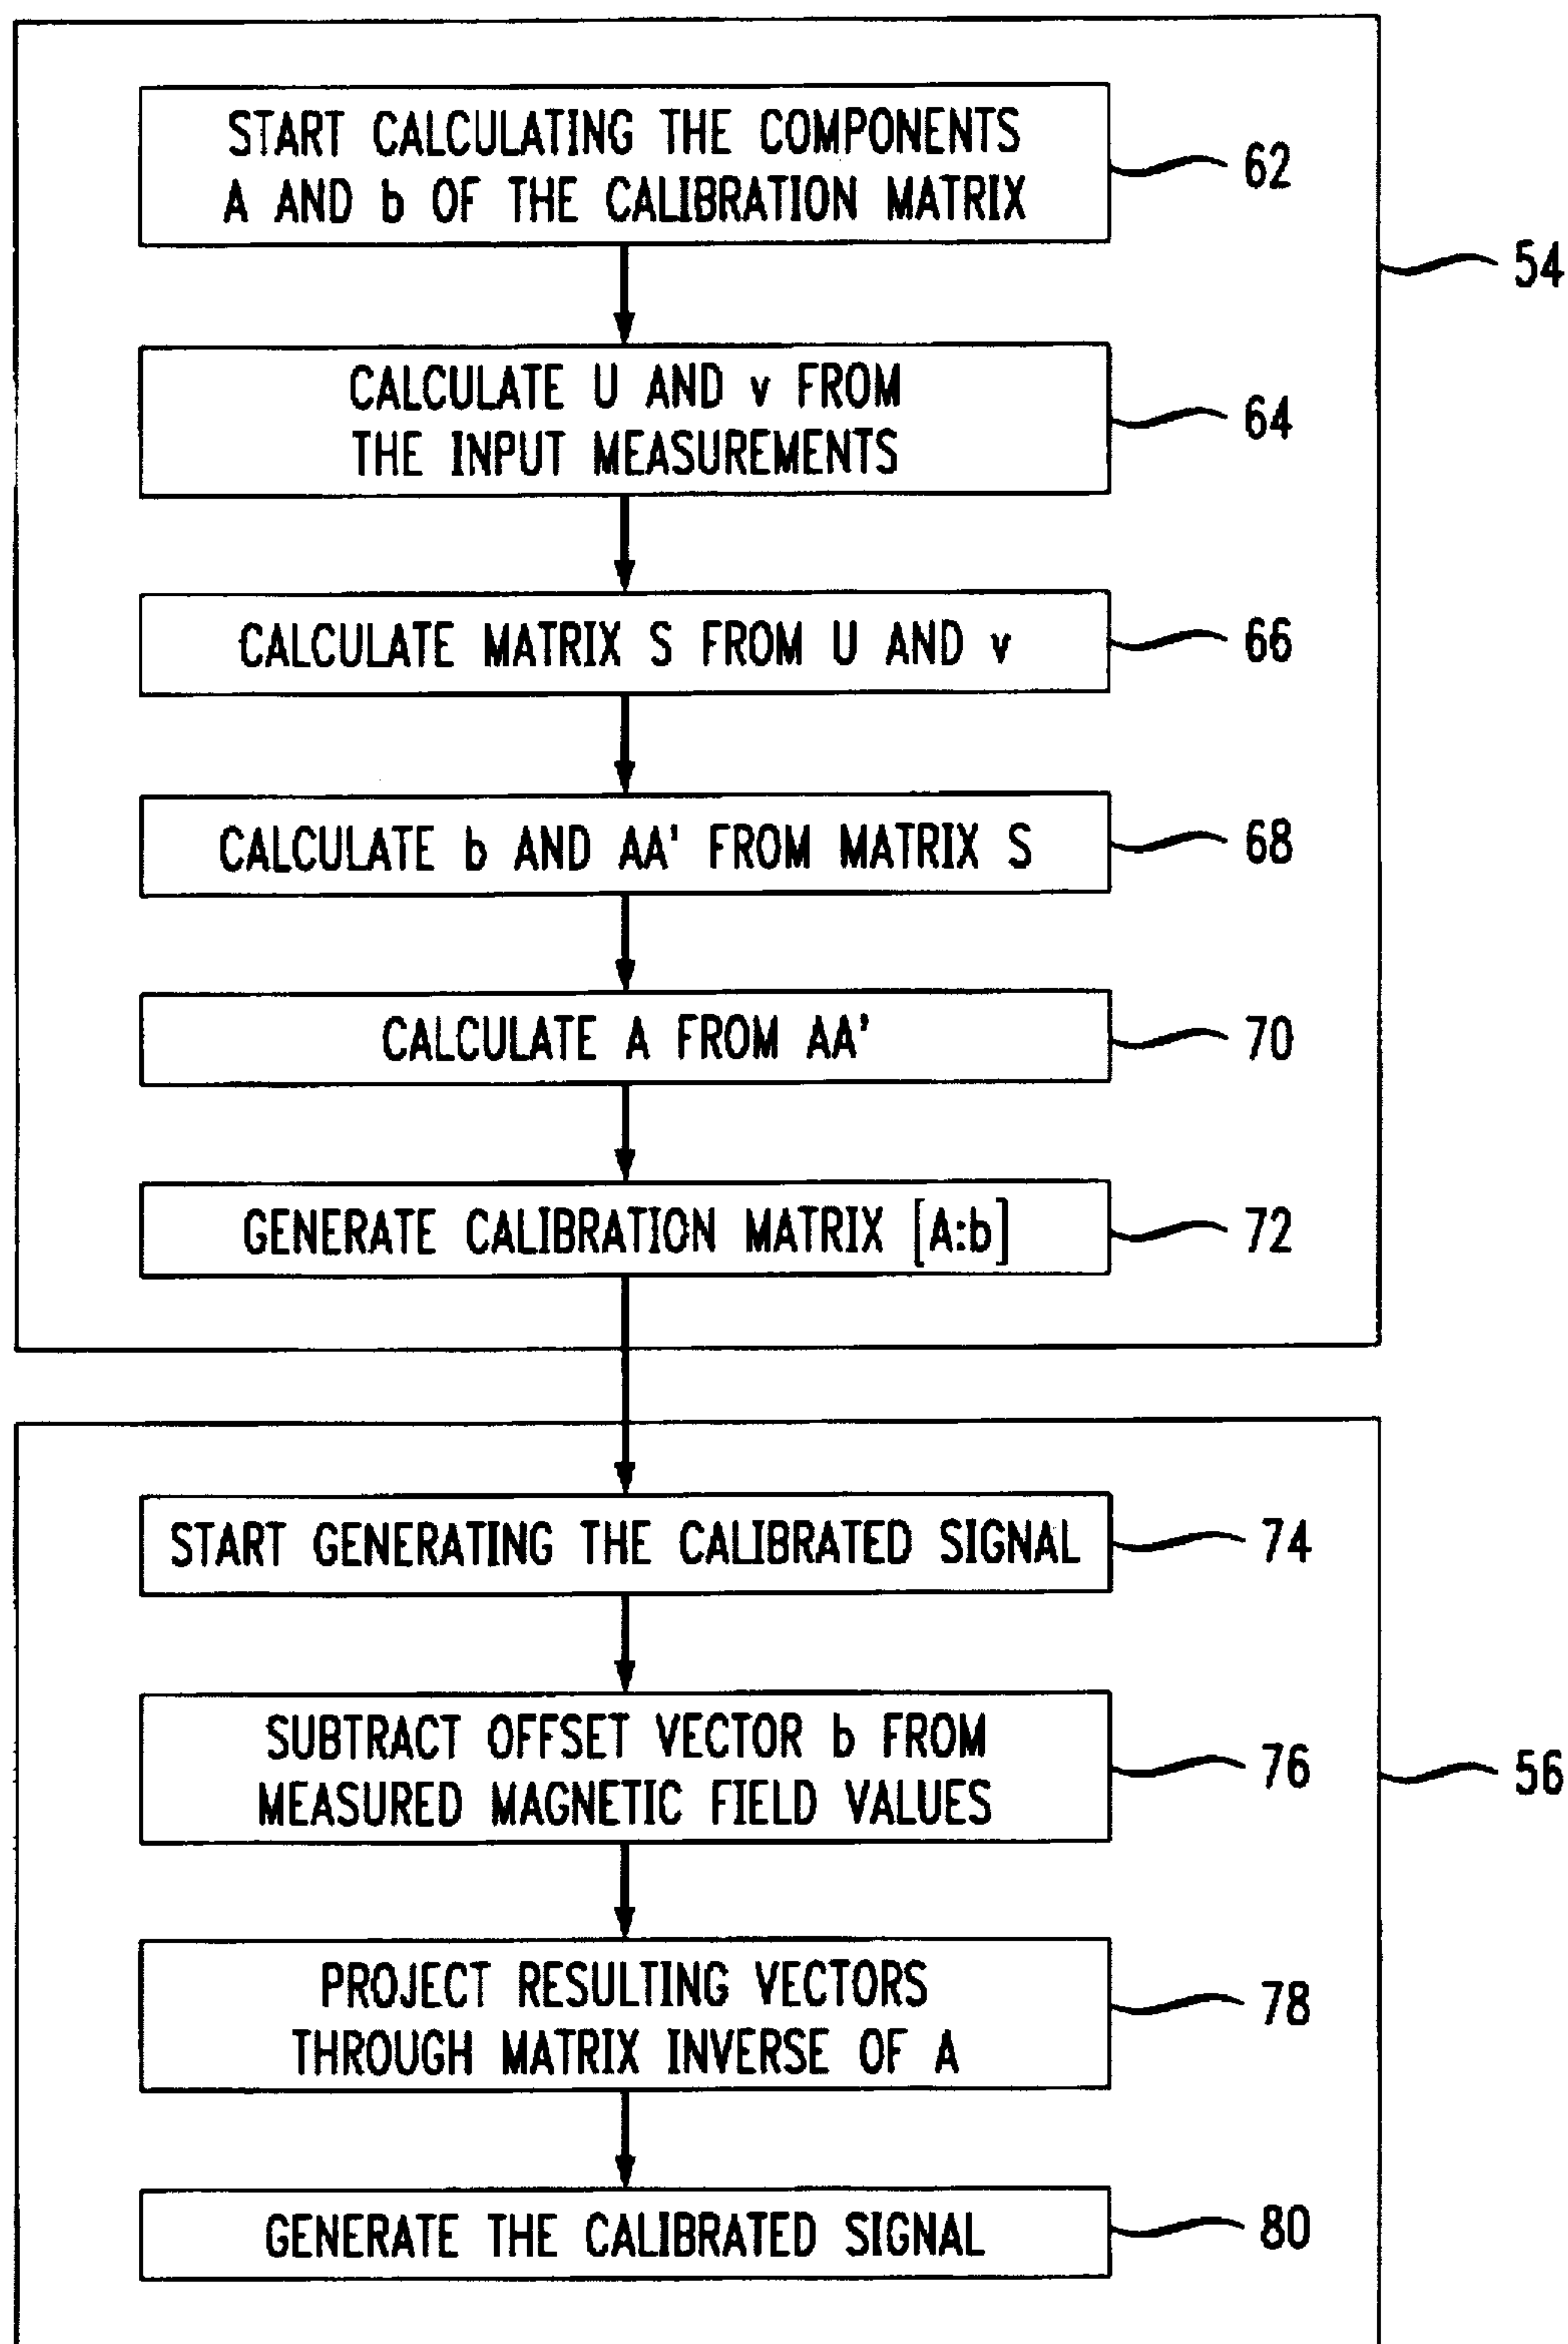 START CALCULATING THE COMPONENTS
A AND b OF THE CALIBRATION MATRIX
62
54
CALCULATE U AND v FROM
THE INPUT MEASUREMENTS
64
CALCULATE MATRIX S FROM U AND v
66
CALCULATE b AND AA' FROM MATRIX S
68
CALCULATE A FROM AA'
70
GENERATE CALIBRATION MATRIX [A:b]
72
START GENERATING THE CALIBRATED SIGNAL
74
SUBTRACT OFFSET VECTOR b FROM
MEASURED MAGNETIC FIELD VALUES
76
56
PROJECT RESULTING VECTORS
THROUGH MATRIX INVERSE OF A
78
GENERATE THE CALIBRATED SIGNAL
80